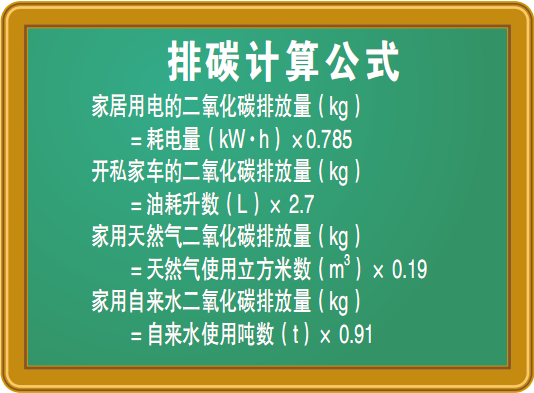 排碳计算公式
家居用电的二氧化碳排放量（kg）
=耗电量（kW·h）×0.785
开私家车的二氧化碳排放量（kg）
=油耗升数（L）× 2.7
家用天然气二氧化碳排放量（kg）
=天然气使用立方米数（m³）× 0.19
家用自来水二氧化碳排放量（kg）
=自来水使用吨数（t）× 0.91